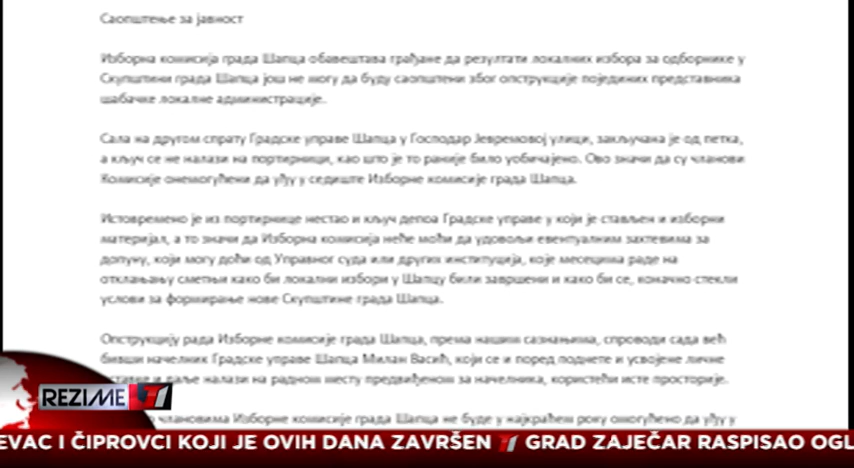 Саопштење за јавност
Изборна комисија града Шапца обавештава грађане да резултати локалних избора за одборнике у
Скупштини града Шапца још не могу да буду саопштени због опструкције појединих представника
шабачке локалне администрације.
Сала на другом спрату Градске управе Шапца у Господар Јевремовој улици, закључана је од петка,
а кључ се не налази на портирници, као што је то раније било уобичајено. Ово значи да су чланови
Комисије онемогућени да уђу у седиште Изборне комисије града Шапца.
Истовремено је из портирнице нестао и кључ депоа Градске управе у који је стављен и изборни
материјал, а то значи да Изборна комисија неће моћи да удовољи евентуалним захтевима за
допуну, који могу доћи од Управног суда или других институција, које месецима раде на
отклањању сметњи како би локални избори у Шапцу били завршени и како би се, коначно стекли
услови за формирање нове Скупштине града Шапца.
Опструкцију рада Изборне комисије града Шапца, према нашим сазнањима, спроводи сада већ
бивши начелник Градске управе Шапца Милан Васић, који се и поред поднете и усвојене личне
ставке и даље налази на радном месту предвиђеном за начелника, користећи исте просторије.
члановима Изборне комисије града Шапца не буде у најкраћем року омогућено да уђу у
REZIME T1
EVAC I ČIPROVCI KOJI JE OVIH DANA ZAVRŠEN T1 GRAD ZAJEČAR RASPISAO OGL